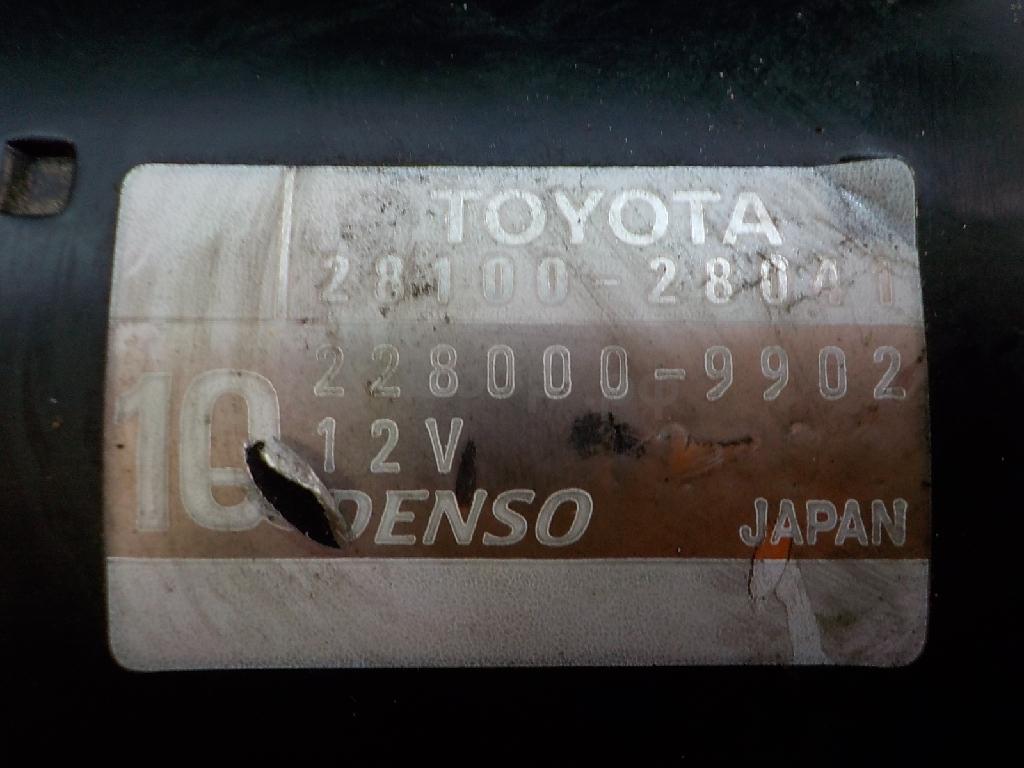 TOYOTA
28100-28041
228000-9902
10
12V
DENSO
JAPAN